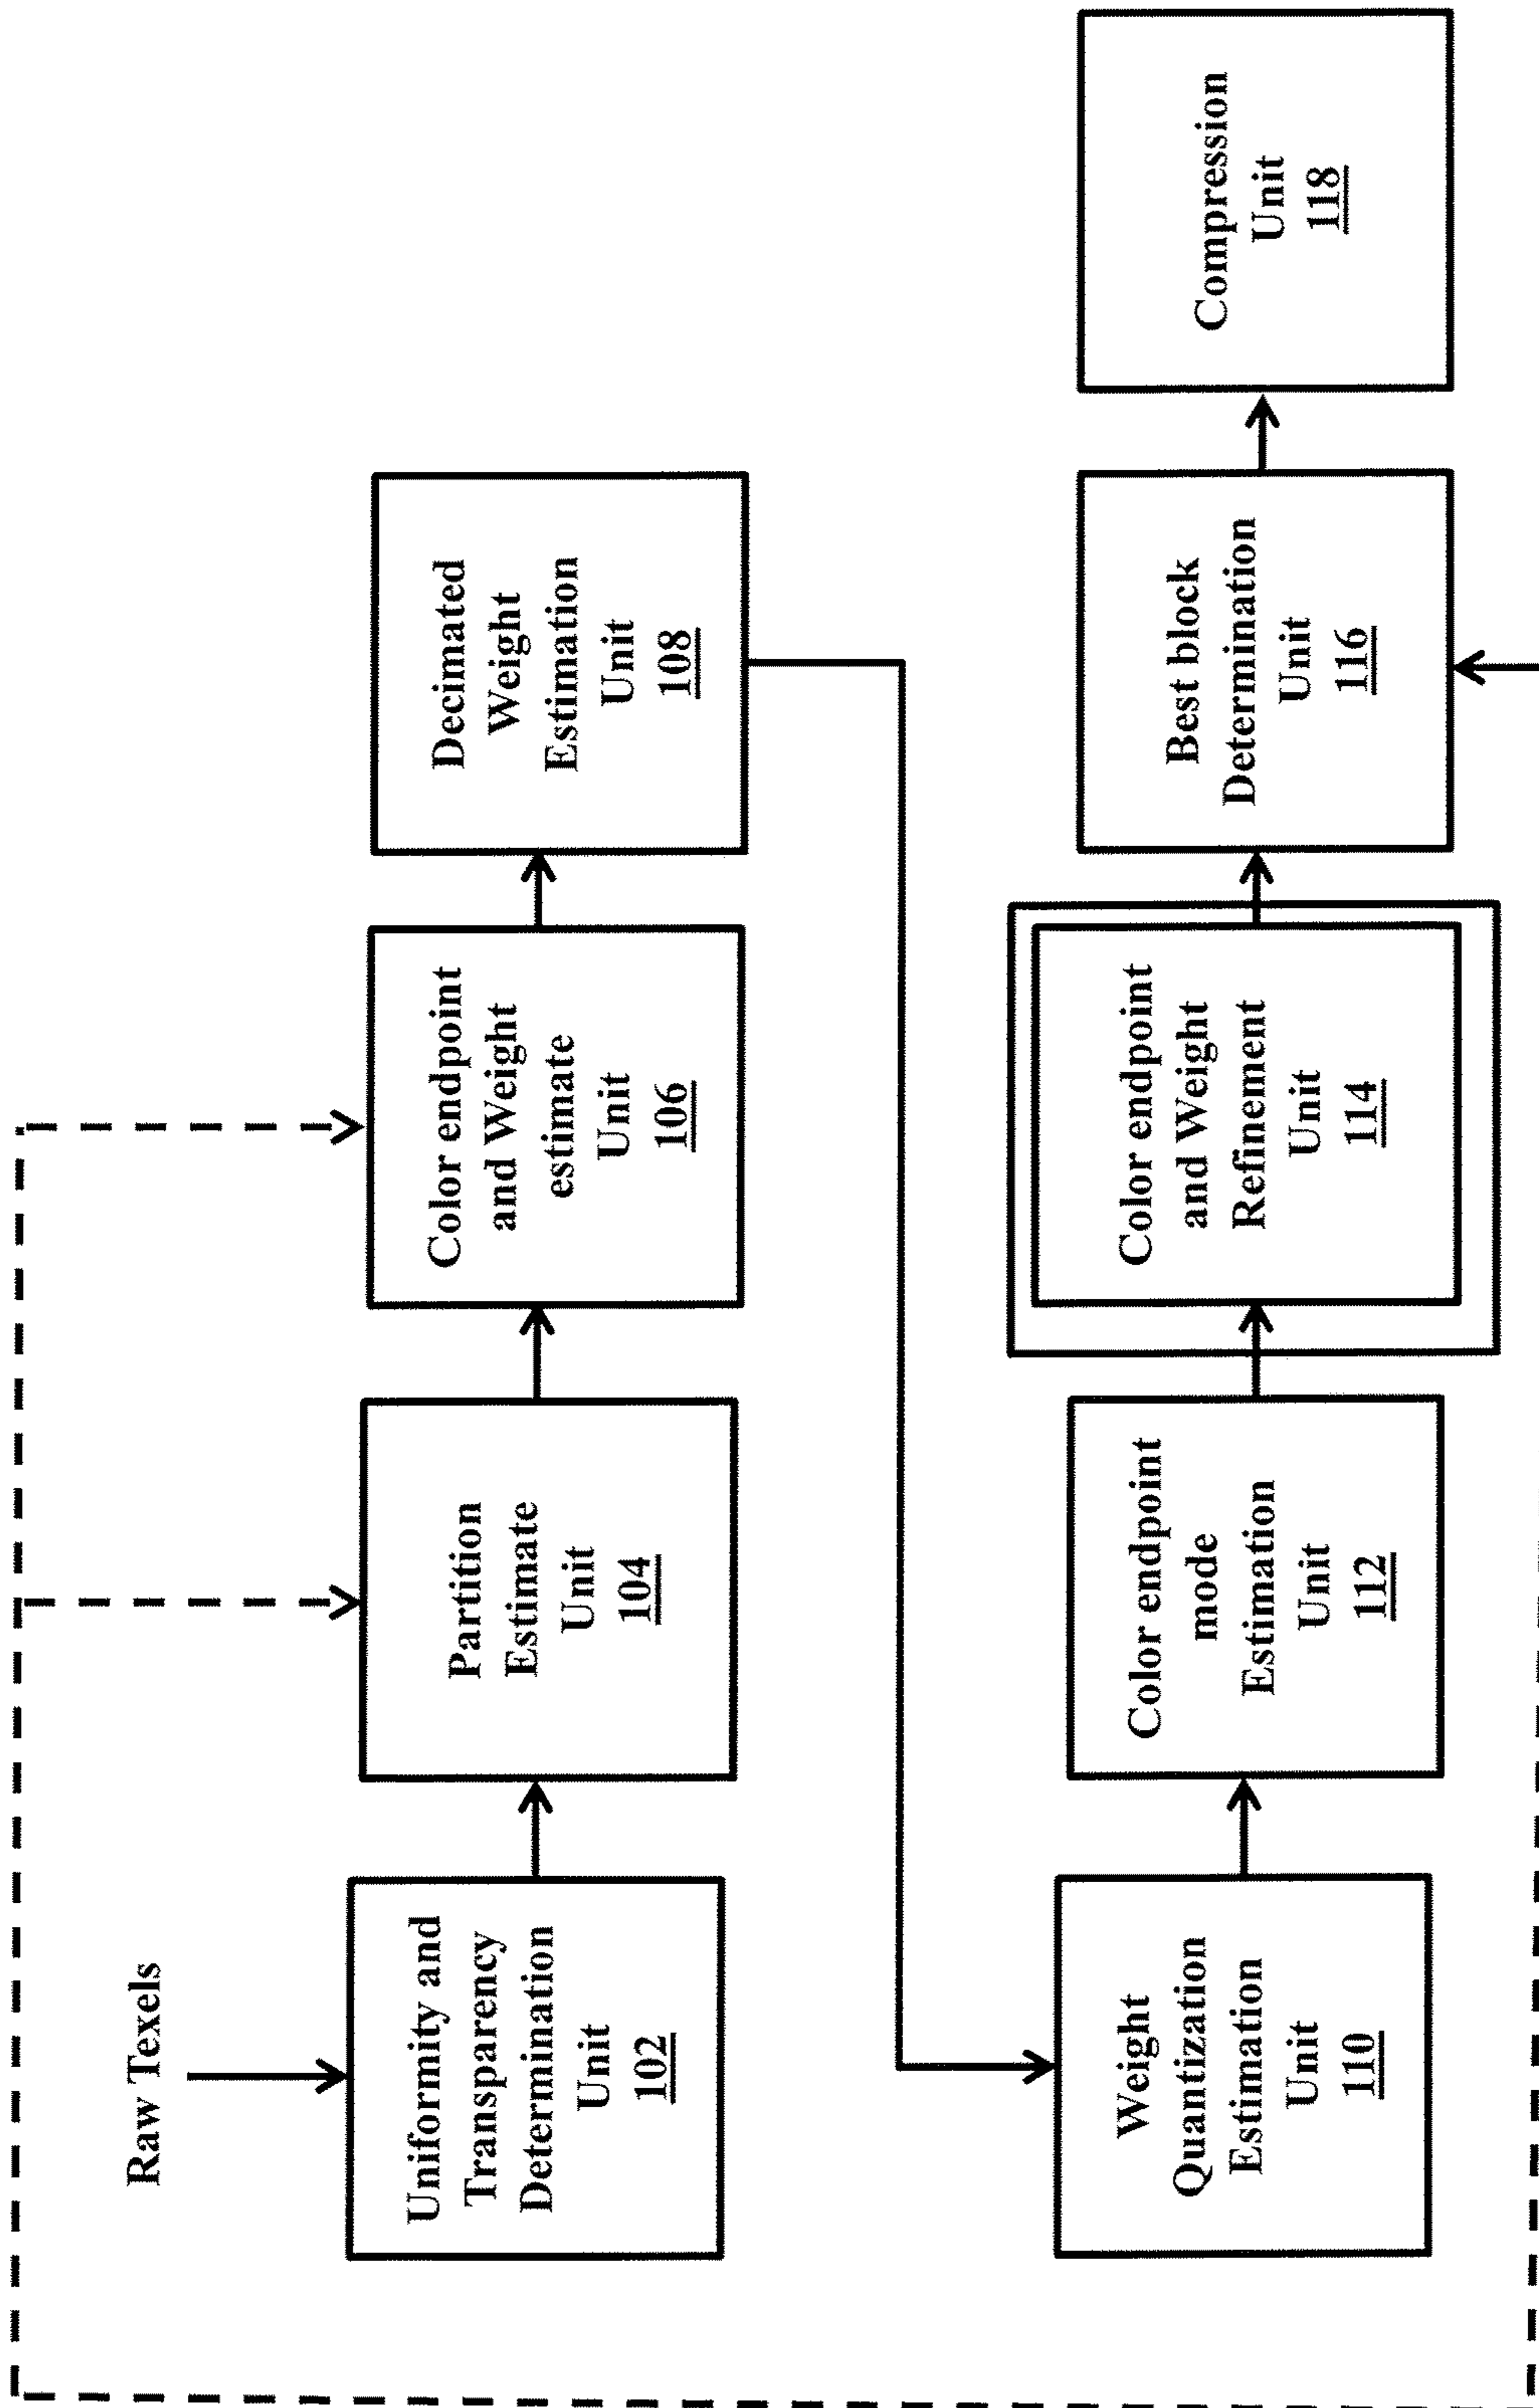 Raw Texels
Uniformity and
Transparency
Determination
Unit
102
Partition
Estimate
Unit
104
Color endpoint
and Weight
estimate
Unit
106
Decimated
Weight
Estimation
Unit
108
Weight
Quantization
Estimation
Unit
110
Color endpoint
mode
Estimation
Unit
112
Color endpoint
and Weight
Refinement
Unit
114
Best block
Determination
Unit
116
Compression
Unit
118